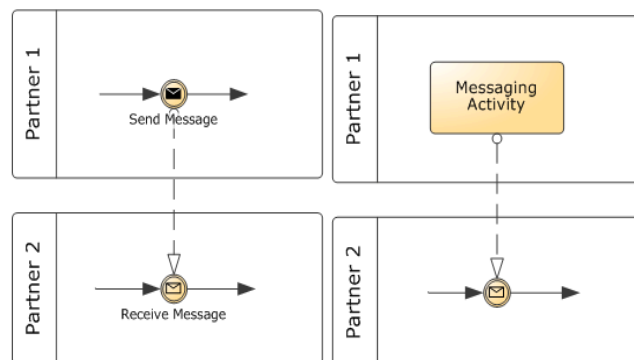 Partner 1
Send Message
Partner 2
Receive Message
Partner 1
Messaging
Activity
Partner 2